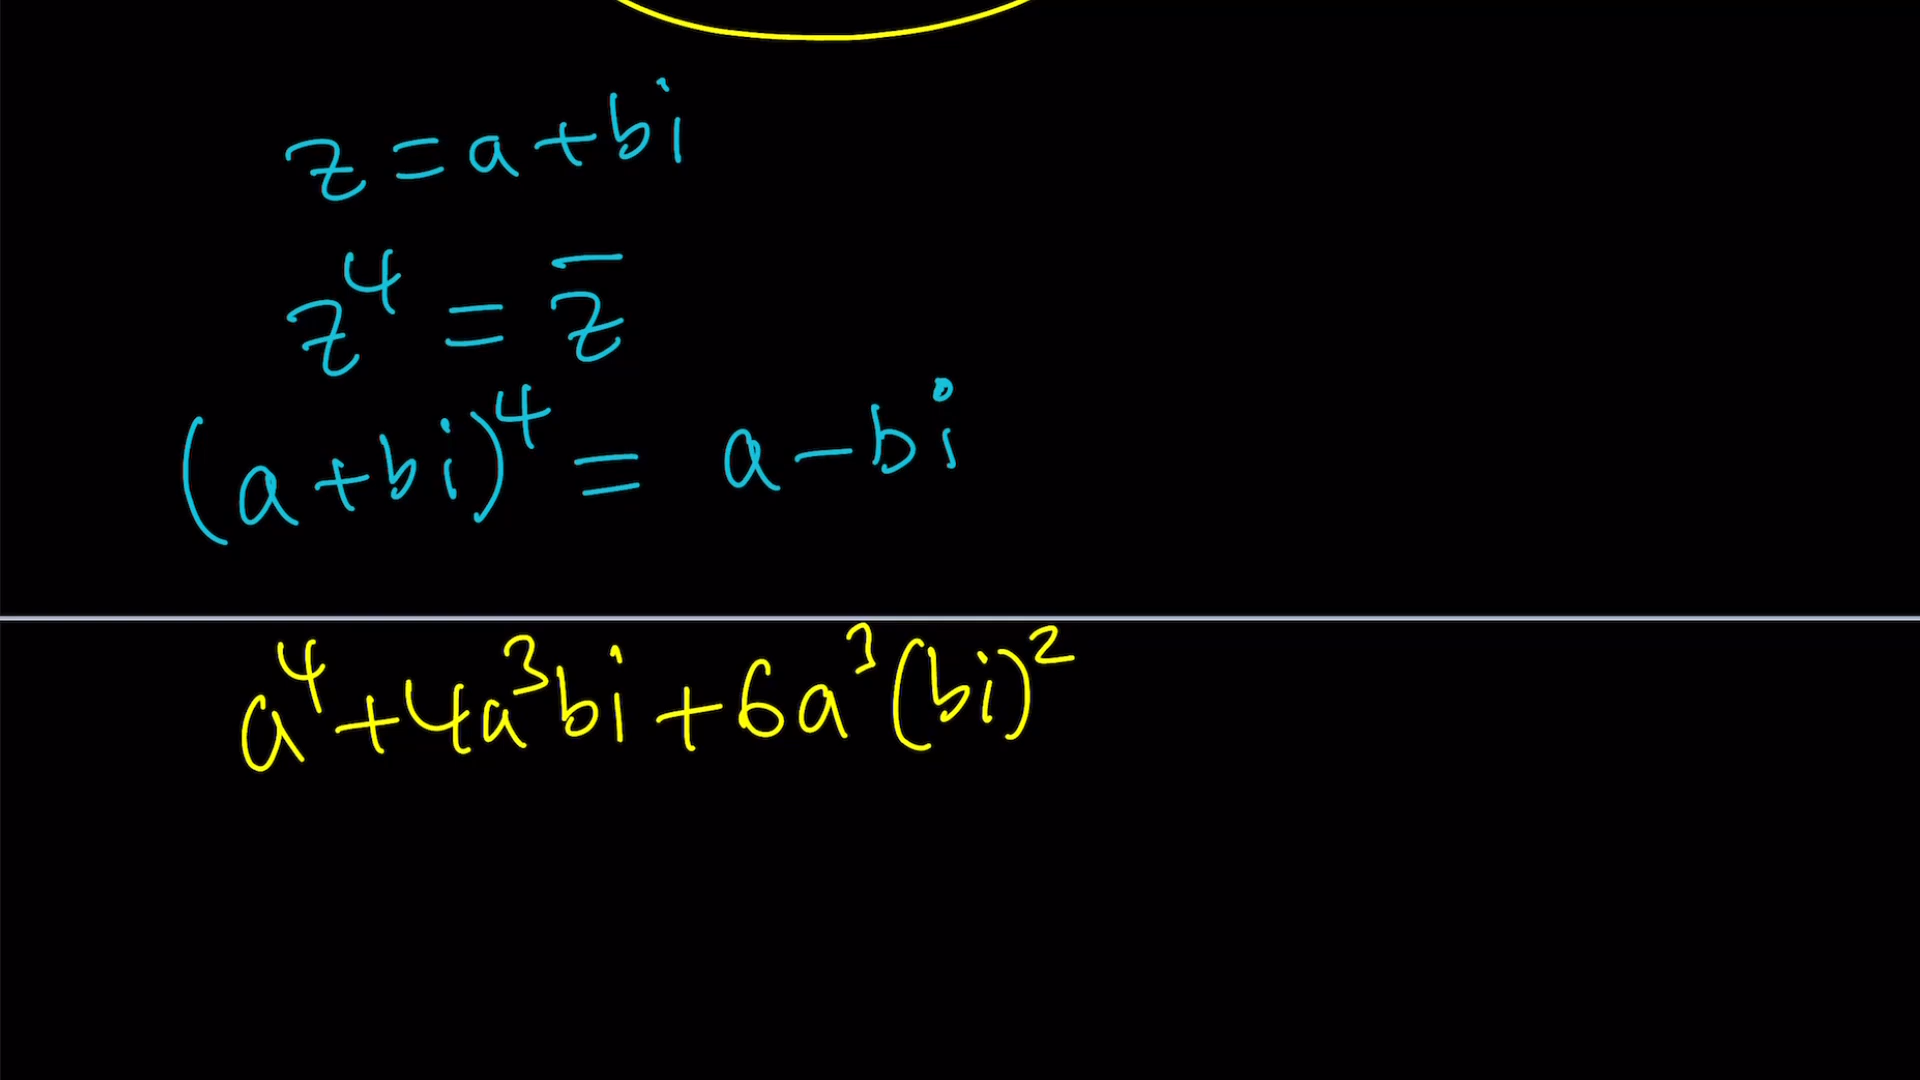 z = a + bi
z⁴ = z̅
(a + bi)⁴ = a - bi
a⁴ + 4a³bi + 6a³(bi)²